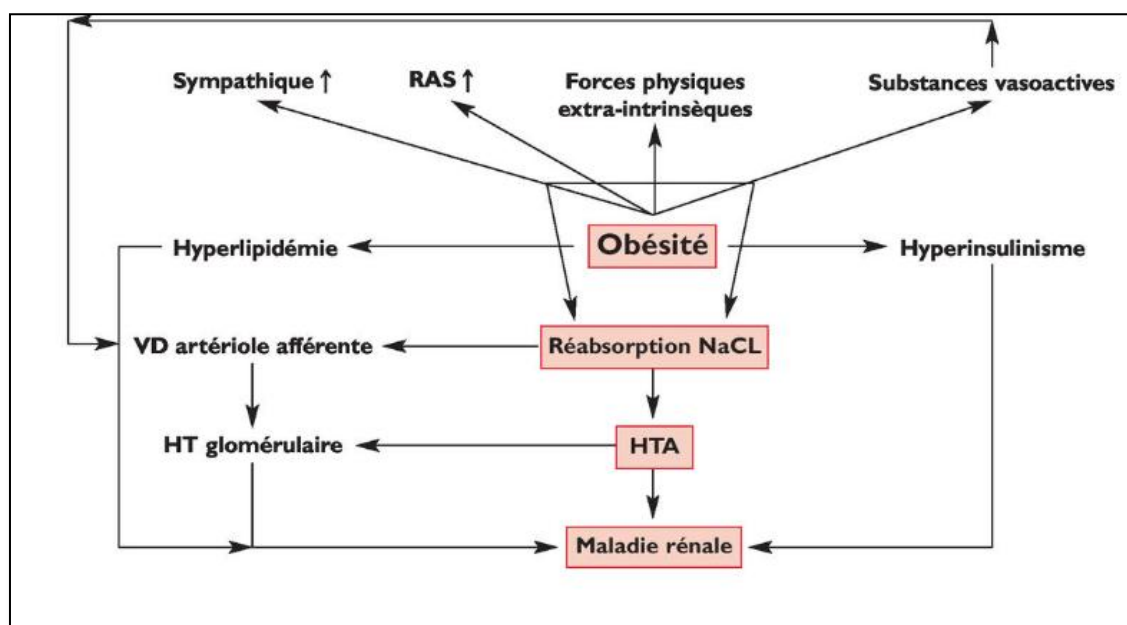 Sympathique ↑
RAS ↑
Forces physiques
extra-intrinsèques
Substances vasoactives
Hyperlipidémie
Obésité
Hyperinsulinisme
VD artériole afférente
Réabsorption NaCL
HT glomérulaire
HTA
Maladie rénale